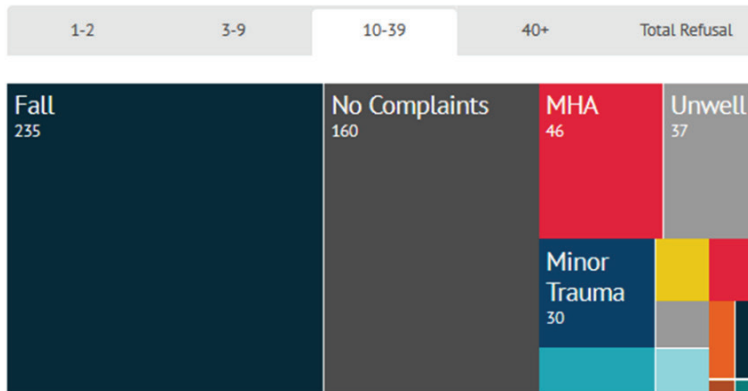 1-2 3-9 10-39 40+ Total Refusal
Fall
235
No Complaints
160
MHA
46
Unwell
37
Minor
Trauma
30